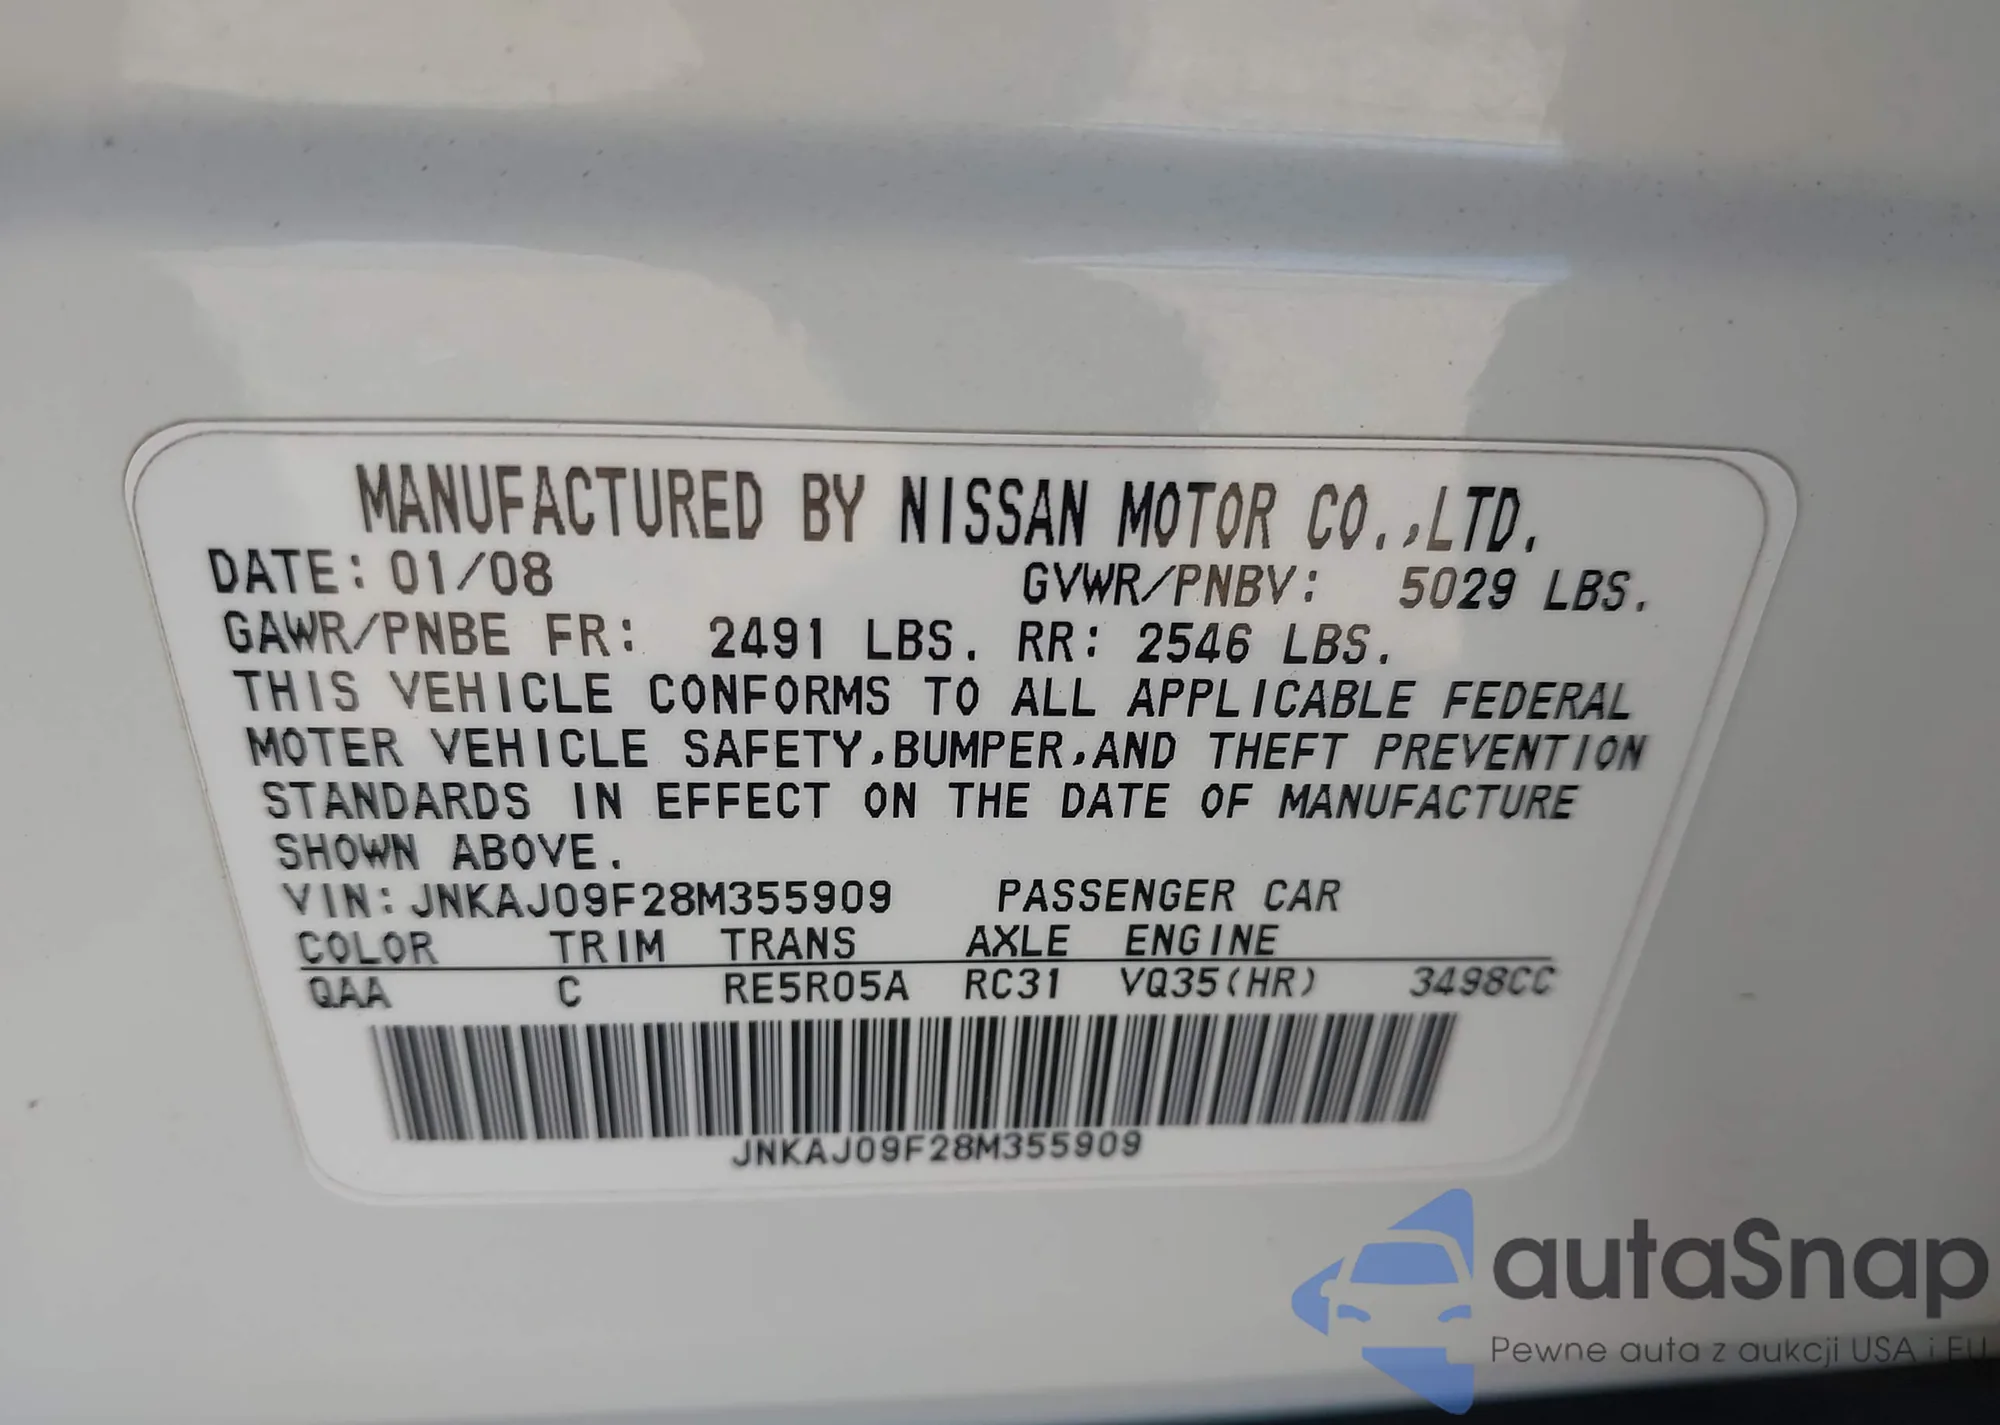 MANUFACTURED BY NISSAN MOTOR CO.,LTD.
DATE: 01/08 GVWR/PNBV: 5029 LBS.
GAWR/PNBE FR: 2491 LBS. RR: 2546 LBS.
THIS VEHICLE CONFORMS TO ALL APPLICABLE FEDERAL
MOTER VEHICLE SAFETY,BUMPER,AND THEFT PREVENTION
STANDARDS IN EFFECT ON THE DATE OF MANUFACTURE
SHOWN ABOVE.
VIN:JNKAJ09F28M355909 PASSENGER CAR
COLOR TRIM TRANS AXLE ENGINE
QAA C RE5R05A RC31 VQ35(HR) 3498CC
JNKAJ09F28M355909
autaSnap
Pewne auta z aukcji USA i EU